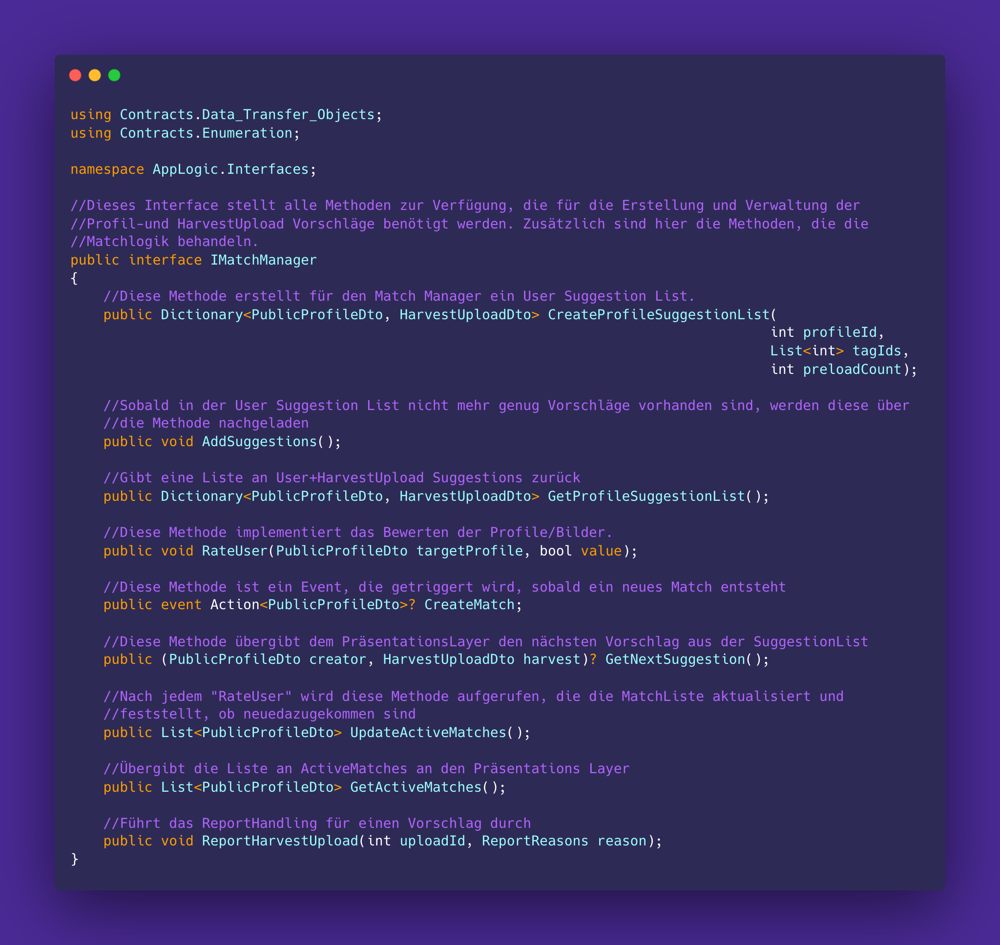 using Contracts.Data_Transfer_Objects;
using Contracts.Enumeration;
namespace AppLogic.Interfaces;
//Dieses Interface stellt alle Methoden zur Verfügung, die für die Erstellung und Verwaltung der
//Profil-und HarvestUpload Vorschläge benötigt werden. Zusätzlich sind hier die Methoden, die die
//Matchlogik behandeln.
public interface IMatchManager
{
//Diese Methode erstellt für den Match Manager ein User Suggestion List.
public Dictionary<PublicProfileDto, HarvestUploadDto> CreateProfileSuggestionList(
int profileId,
List<int> tagIds,
int preloadCount);
//Sobald in der User Suggestion List nicht mehr genug Vorschläge vorhanden sind, werden diese über
//die Methode nachgeladen
public void AddSuggestions();
//Gibt eine Liste an User+HarvestUpload Suggestions zurück
public Dictionary<PublicProfileDto, HarvestUploadDto> GetProfileSuggestionList();
//Diese Methode implementiert das Bewerten der Profile/Bilder.
public void RateUser(PublicProfileDto targetProfile, bool value);
//Diese Methode ist ein Event, die getriggert wird, sobald ein neues Match entsteht
public event Action<PublicProfileDto>? CreateMatch;
//Diese Methode übergibt dem PräsentationsLayer den nächsten Vorschlag aus der SuggestionList
public (PublicProfileDto creator, HarvestUploadDto harvest)? GetNextSuggestion();
//Nach jedem "RateUser" wird diese Methode aufgerufen, die die MatchListe aktualisiert und
//feststellt, ob neuedazugekommen sind
public List<PublicProfileDto> UpdateActiveMatches();
//Übergibt die Liste an ActiveMatches an den Präsentations Layer
public List<PublicProfileDto> GetActiveMatches();
//Führt das ReportHandling für einen Vorschlag durch
public void ReportHarvestUpload(int uploadId, ReportReasons reason);
}